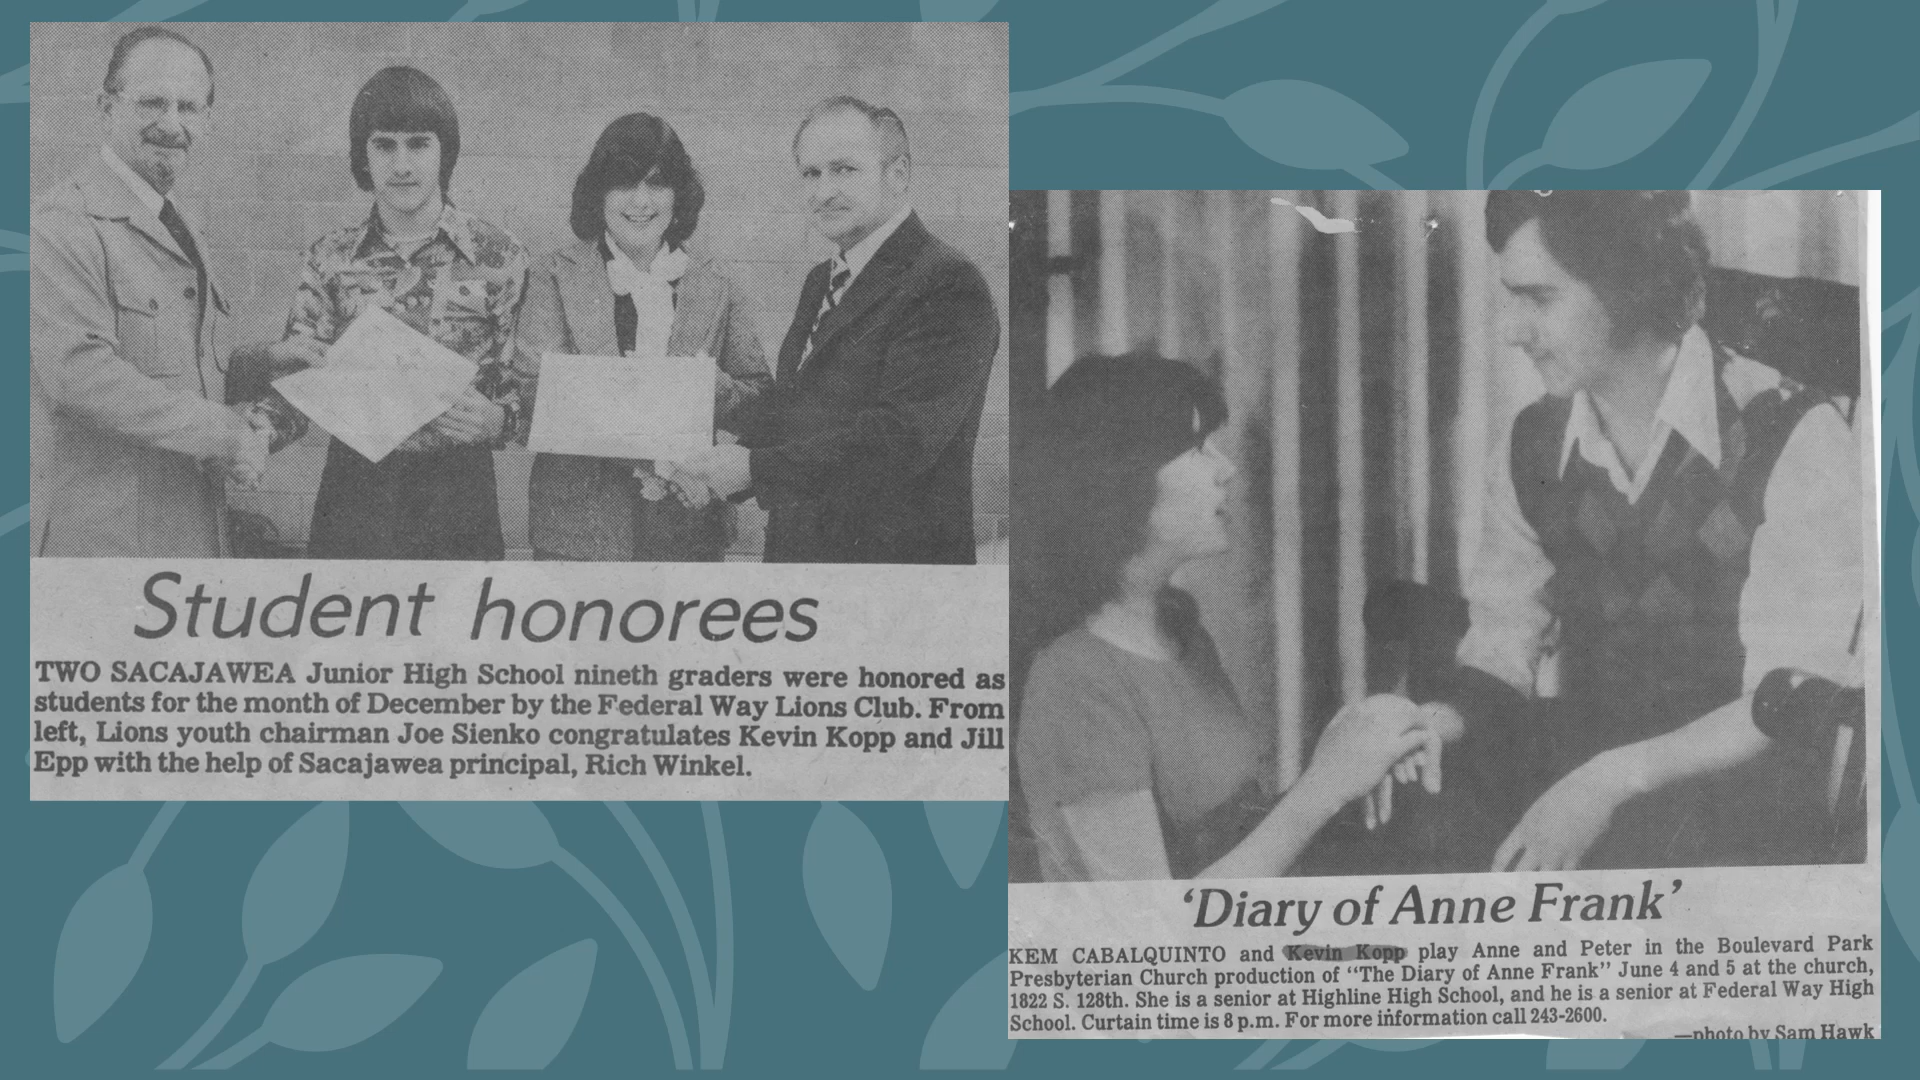 Student honorees
TWO SACAJAWEA Junior High School nineth graders were honored as
students for the month of December by the Federal Way Lions Club. From
left, Lions youth chairman Joe Sienko congratulates Kevin Kopp and Jill
Epp with the help of Sacajawea principal, Rich Winkel.
'Diary of Anne Frank'
KEM CABALQUINTO and Kevin Kopp play Anne and Peter in the Boulevard Park
Presbyterian Church production of "The Diary of Anne Frank" June 4 and 5 at the church,
1822 S. 128th. She is a senior at Highline High School, and he is a senior at Federal Way High
School. Curtain time is 8 p.m. For more information call 243-2600.
—photo by Sam Hawk